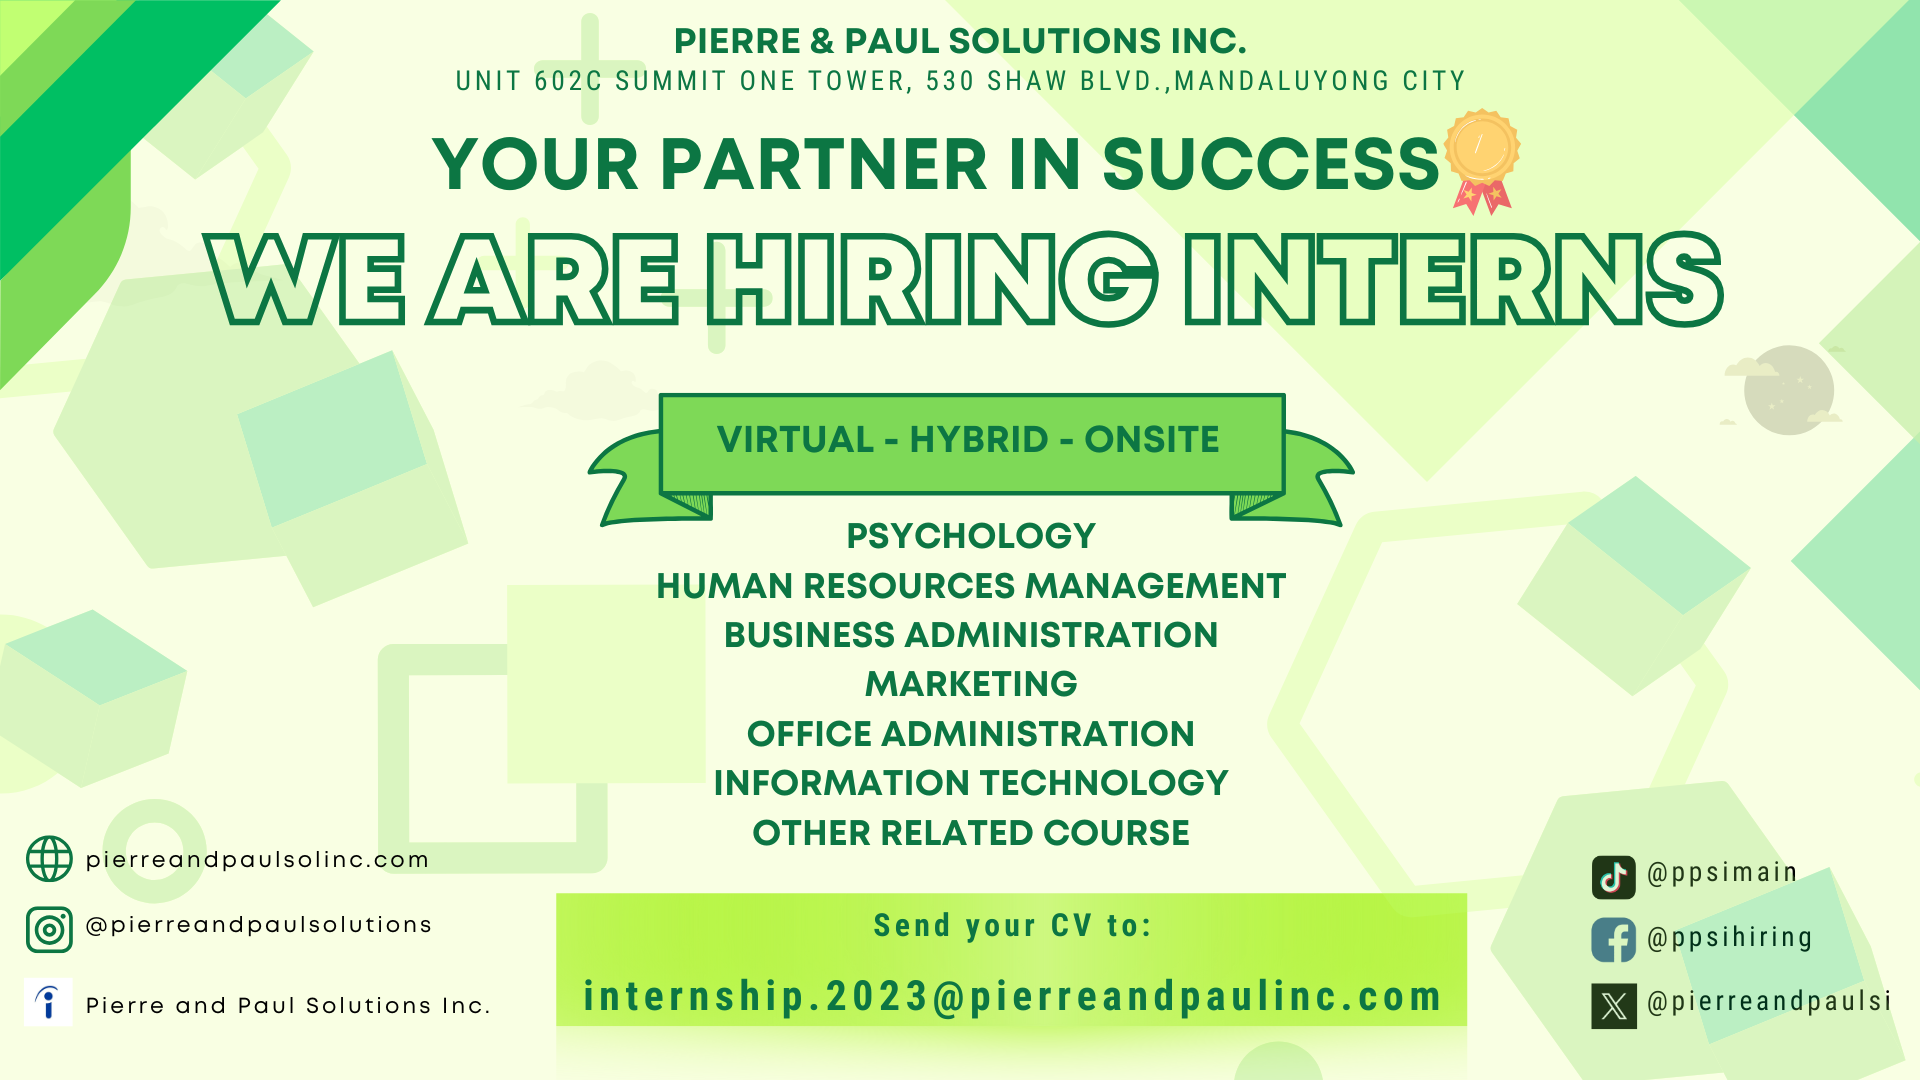 PIERRE & PAUL SOLUTIONS INC.
UNIT 602C SUMMIT ONE TOWER, 530 SHAW BLVD.,MANDALUYONG CITY
YOUR PARTNER IN SUCCESS
WE ARE HIRING INTERNS
VIRTUAL - HYBRID - ONSITE
PSYCHOLOGY
HUMAN RESOURCES MANAGEMENT
BUSINESS ADMINISTRATION
MARKETING
OFFICE ADMINISTRATION
INFORMATION TECHNOLOGY
OTHER RELATED COURSE
pierreandpaulsolinc.com
@pierreandpaulsolutions
Pierre and Paul Solutions Inc.
Send your CV to:
internship.2023@pierreandpaulinc.com
@ppsimain
@ppsihiring
@pierreandpaulsi